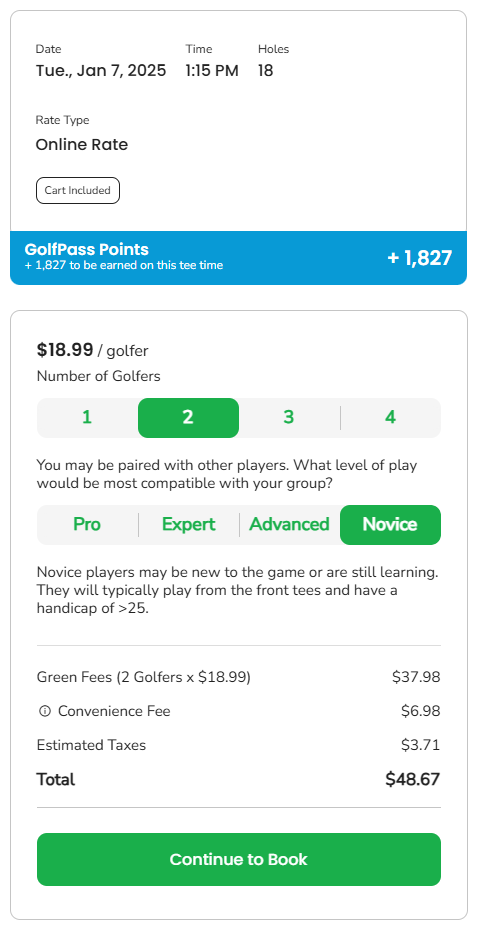 Date Time Holes
Tue., Jan 7, 2025 1:15 PM 18
Rate Type
Online Rate
Cart Included
GolfPass Points
+ 1,827 to be earned on this tee time
+ 1,827
$18.99 / golfer
Number of Golfers
1 2 3 4
You may be paired with other players. What level of play
would be most compatible with your group?
Pro Expert Advanced Novice
Novice players may be new to the game or are still learning.
They will typically play from the front tees and have a
handicap of >25.
Green Fees (2 Golfers x $18.99) $37.98
Convenience Fee $6.98
Estimated Taxes $3.71
Total $48.67
Continue to Book